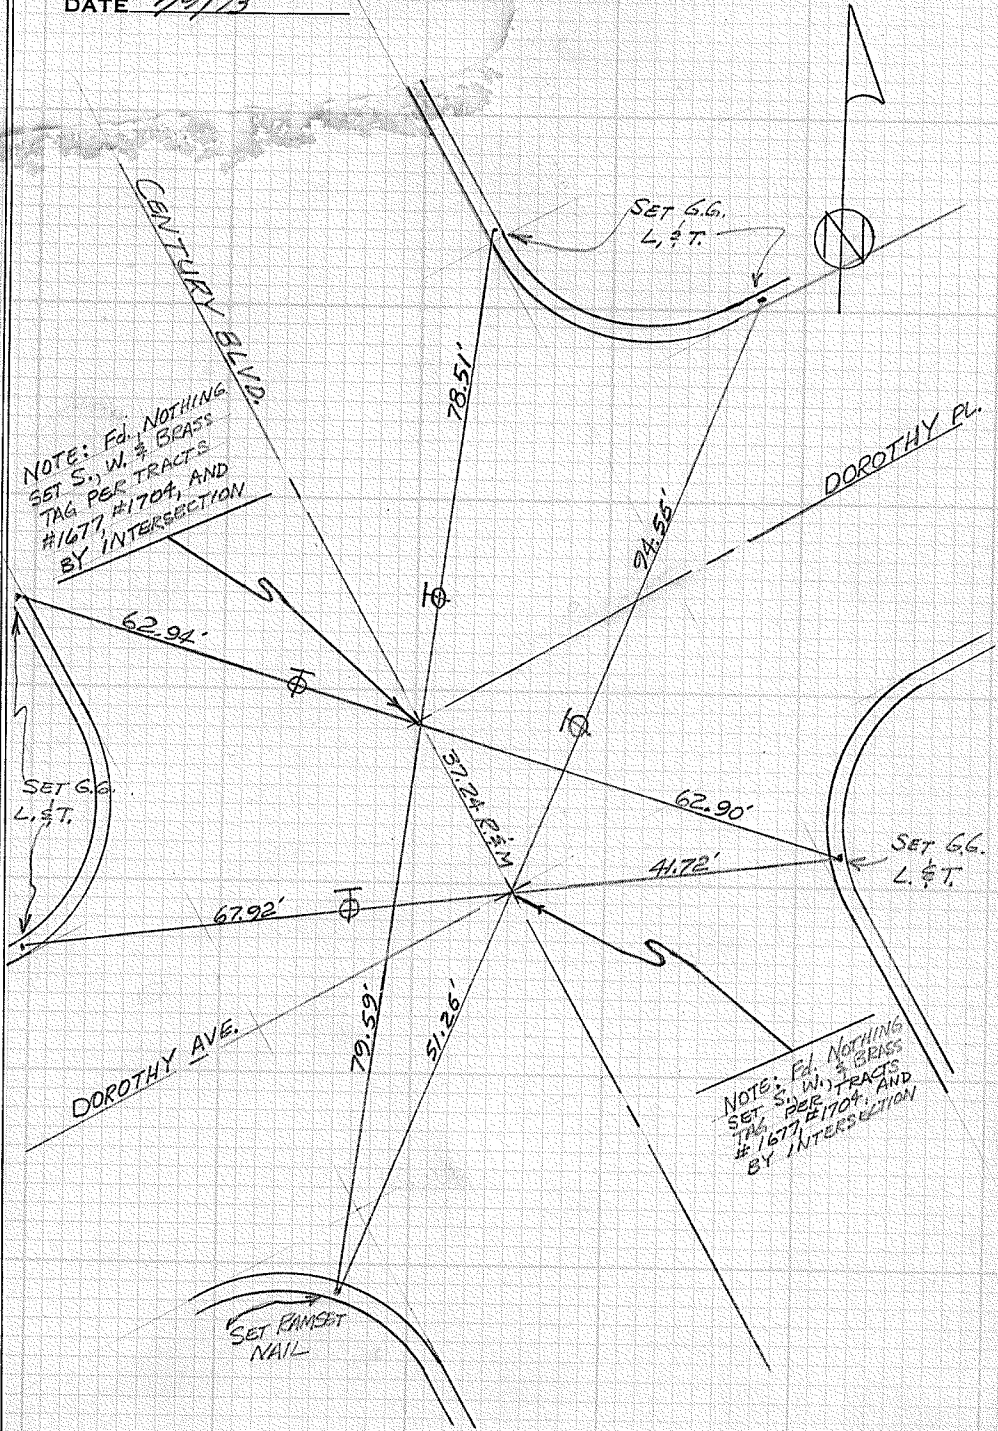 DATE
CENTURY BLVD.
SET G.G.
L. & T.
N
78.51'
NOTE: Fd. NOTHING
SET S., W. & BRASS
TAG PER TRACTS
#1677, #1704, AND
BY INTERSECTION
DOROTHY PL.
94.56'
62.94'
37.24 R&M
62.90'
SET G.G.
L. & T.
SET G.G.
L. & T.
41.72'
67.92'
79.59'
51.26'
DOROTHY AVE.
NOTE: Fd. NOTHING
SET S., W., & BRASS
TAG PER TRACTS
#1677, #1704, AND
BY INTERSECTION
SET RAMSET
NAIL